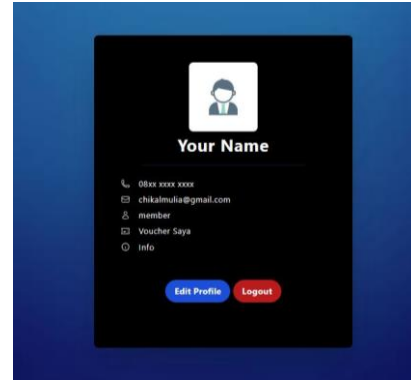 Your Name
08xx xxxx xxxx
chikalmulia@gmail.com
member
Voucher Saya
Info
Edit Profile Logout